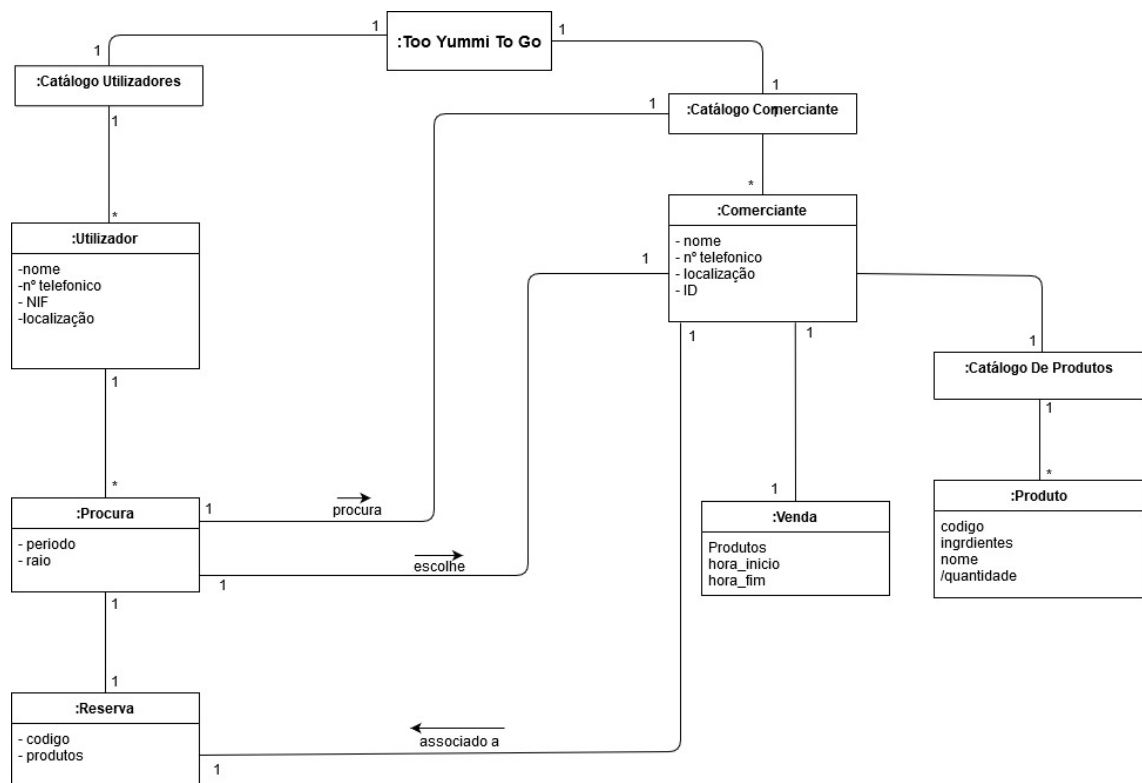 :Too Yummi To Go
1
1
1
1
:Catálogo Utilizadores
1
:Catálogo Comerciante
1
1
*
*
:Utilizador
-nome
-nº telefonico
- NIF
-localização
:Comerciante
- nome
- nº telefonico
- localização
- ID
1
1
1
1
:Catálogo De Produtos
1
1
*
*
:Procura
- periodo
- raio
1
procura
1
escolhe
1
1
:Venda
Produtos
hora_inicio
hora_fim
:Produto
codigo
ingrdientes
nome
/quantidade
1
:Reserva
- codigo
- produtos
associado a
1